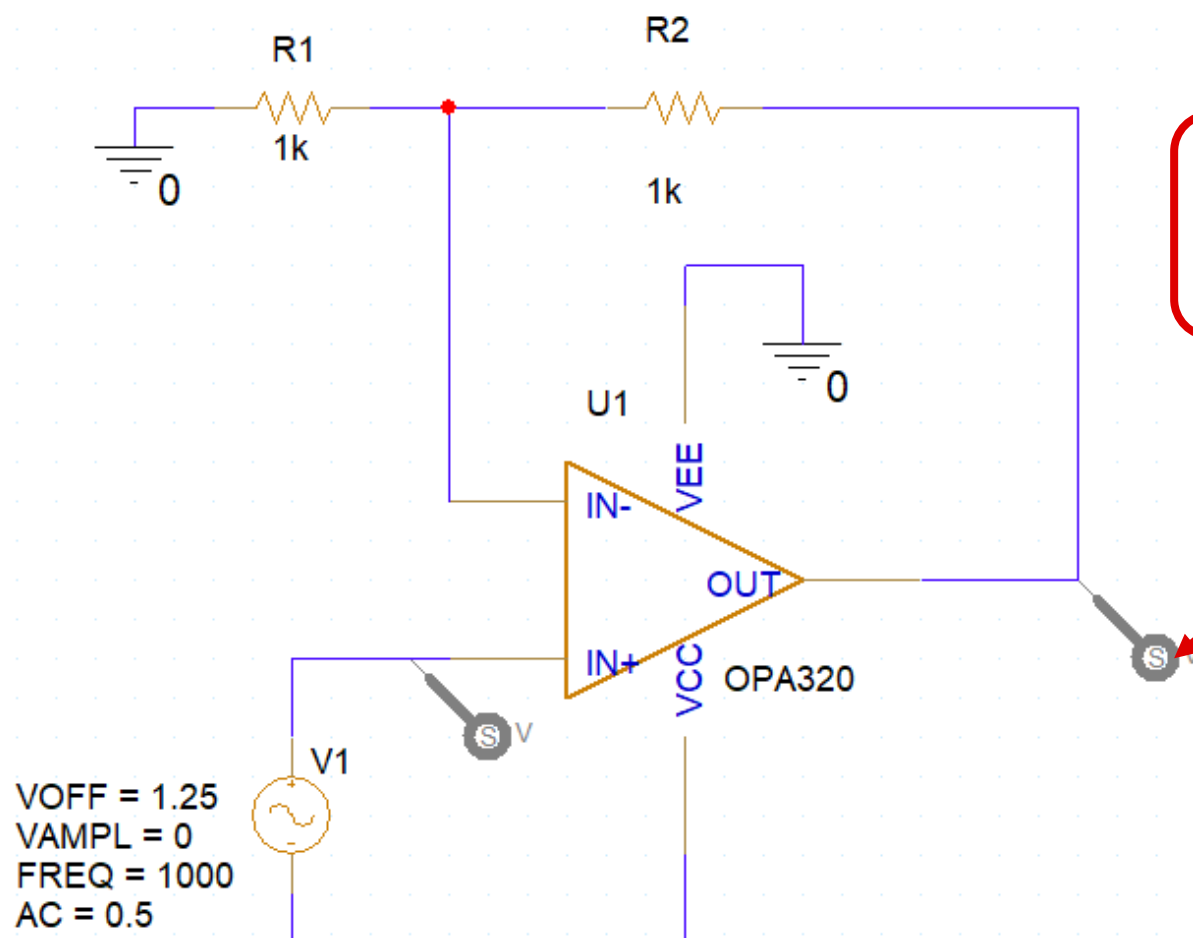 R1
R2
1k
1k
0
0
U1
VEE
IN-
OUT
IN+
VCC
OPA320
S
V
S
V1
VOFF = 1.25
VAMPL = 0
FREQ = 1000
AC = 0.5